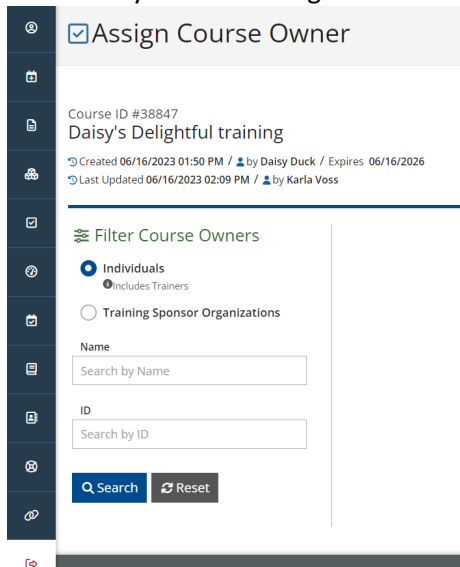 Assign Course Owner
Course ID #38847
Daisy's Delightful training
Created 06/16/2023 01:50 PM / by Daisy Duck / Expires 06/16/2026
Last Updated 06/16/2023 02:09 PM / by Karla Voss
Filter Course Owners
Individuals
Includes Trainers
Training Sponsor Organizations
Name
Search by Name
ID
Search by ID
Search Reset